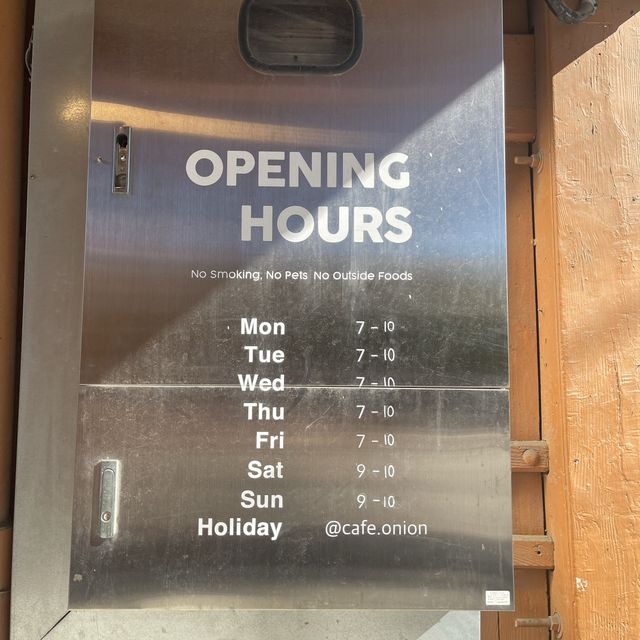 OPENING
HOURS
No Smoking, No Pets No Outside Foods
Mon 7 - 10
Tue 7 - 10
Wed 7 - 10
Thu 7 - 10
Fri 7 - 10
Sat 9 - 10
Sun 9 - 10
Holiday @cafe.onion